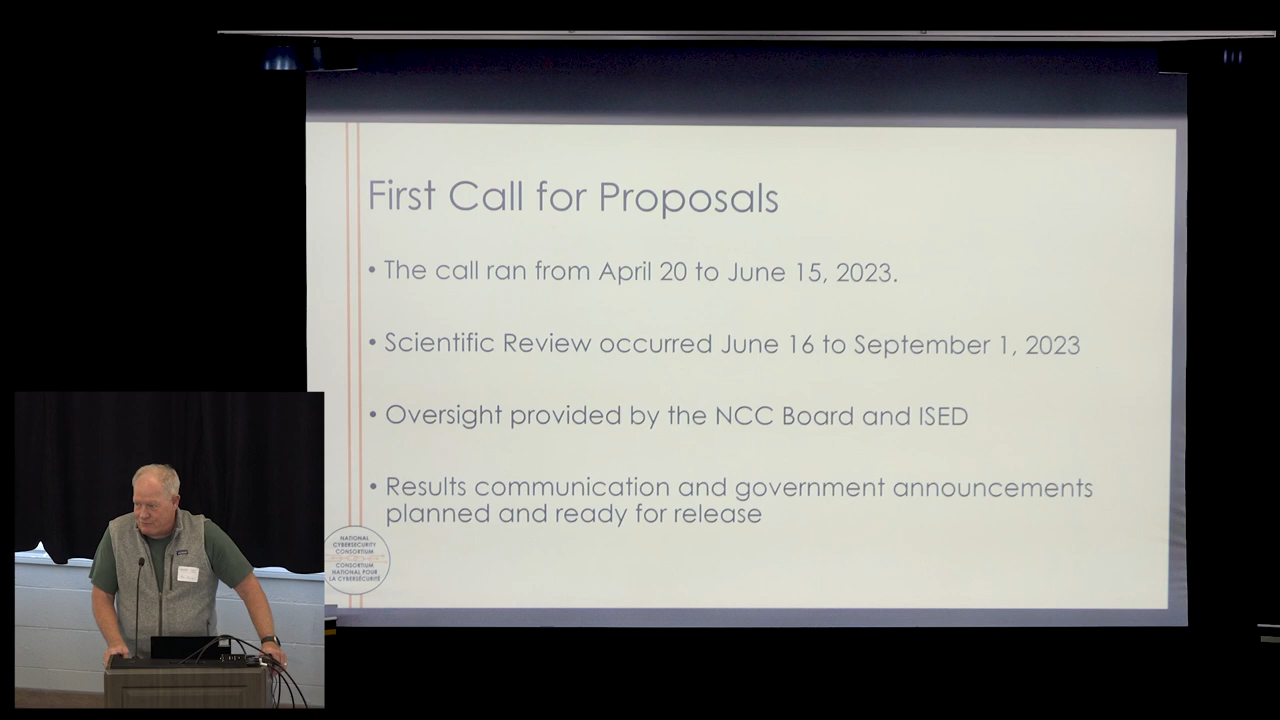 First Call for Proposals
• The call ran from April 20 to June 15, 2023.
• Scientific Review occurred June 16 to September 1, 2023
• Oversight provided by the NCC Board and ISED
• Results communication and government announcements
planned and ready for release
NATIONAL
CYBERSECURITY
CONSORTIUM
CONSORTIUM
NATIONAL POUR
LA CYBERSÉCURITÉ